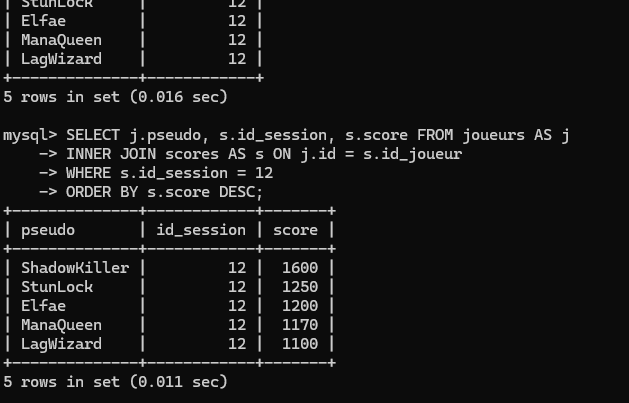 | StunLock     |         12 |
| Elfae        |         12 |
| ManaQueen    |         12 |
| LagWizard    |         12 |
+--------------+------------+
5 rows in set (0.016 sec)

mysql> SELECT j.pseudo, s.id_session, s.score FROM joueurs AS j
    -> INNER JOIN scores AS s ON j.id = s.id_joueur
    -> WHERE s.id_session = 12
    -> ORDER BY s.score DESC;
+--------------+------------+-------+
| pseudo       | id_session | score |
+--------------+------------+-------+
| ShadowKiller |         12 |  1600 |
| StunLock     |         12 |  1250 |
| Elfae        |         12 |  1200 |
| ManaQueen    |         12 |  1170 |
| LagWizard    |         12 |  1100 |
+--------------+------------+-------+
5 rows in set (0.011 sec)